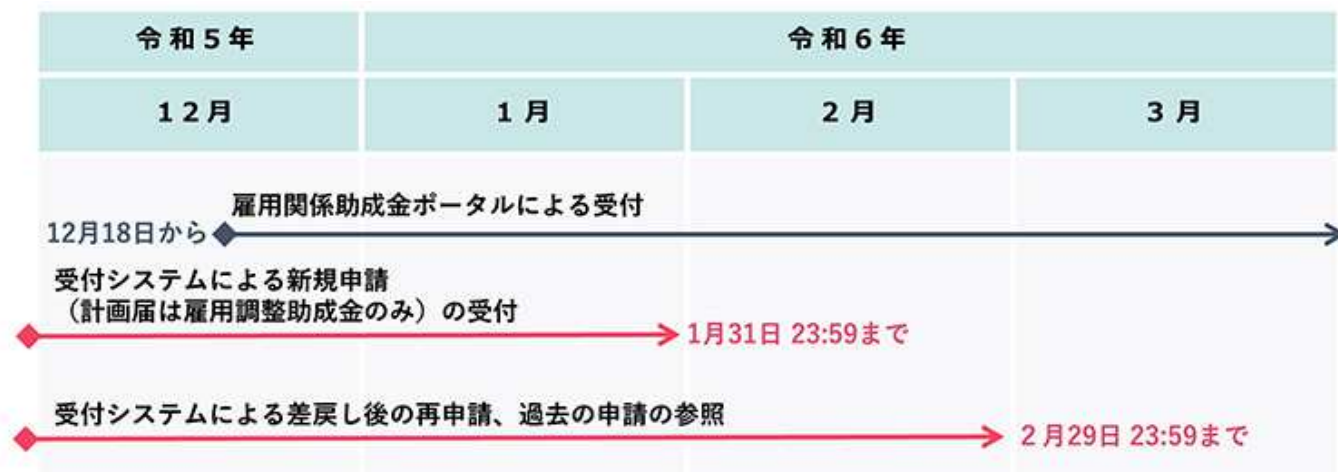 令和5年
令和6年
12月
1月
2月
3月
雇用関係助成金ポータルによる受付
12月18日から
受付システムによる新規申請
（計画届は雇用調整助成金のみ）の受付
1月31日 23:59まで
受付システムによる差戻し後の再申請、過去の申請の参照
2月29日 23:59まで